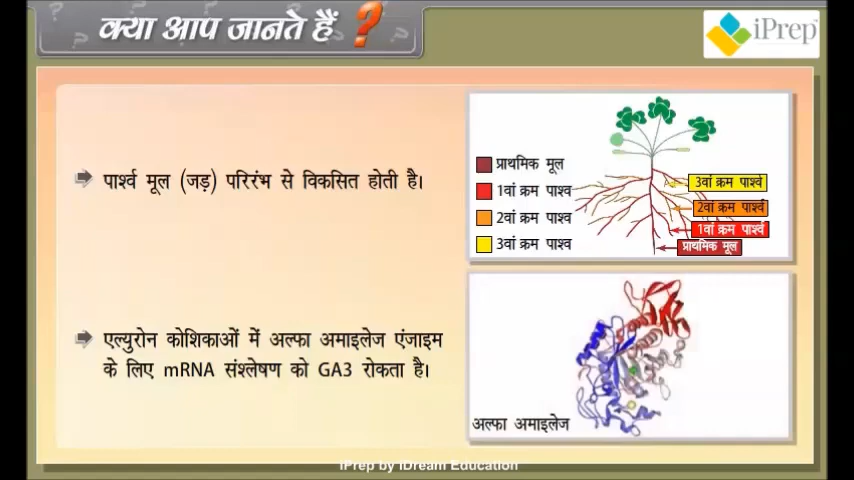 क्या आप जानते हैं ?
iPrep
पार्श्व मूल (जड़) परिरंभ से विकसित होती है।
प्राथमिक मूल
1वां क्रम पार्श्व
2वां क्रम पार्श्व
3वां क्रम पार्श्व
3वां क्रम पार्श्व
2वां क्रम पार्श्व
1वां क्रम पार्श्व
प्राथमिक मूल
एल्युरोन कोशिकाओं में अल्फा अमाइलेज एंजाइम
के लिए mRNA संश्लेषण को GA3 रोकता है।
अल्फा अमाइलेज
iPrep by iDream Education